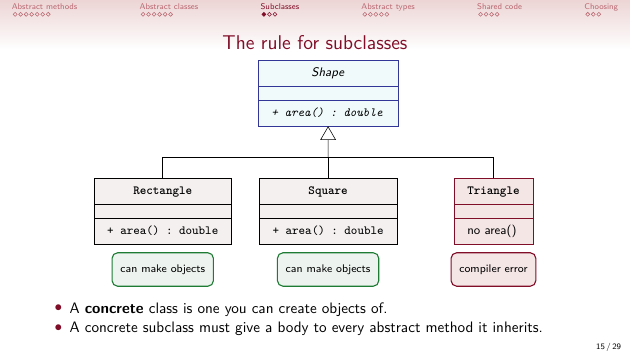 Abstract methods Abstract classes Subclasses Abstract types Shared code Choosing
The rule for subclasses
Shape
+ area() : double
Rectangle Square Triangle
+ area() : double + area() : double no area()
can make objects can make objects compiler error
• A concrete class is one you can create objects of.
• A concrete subclass must give a body to every abstract method it inherits.
15 / 29